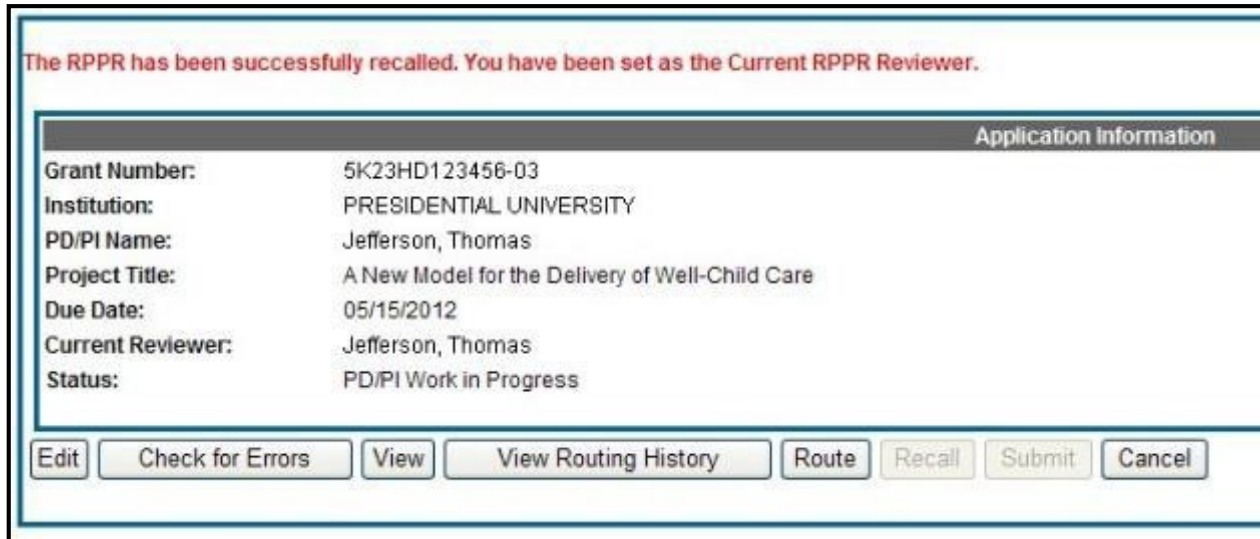 The RPPR has been successfully recalled. You have been set as the Current RPPR Reviewer.
Application Information
Grant Number: 5K23HD123456-03
Institution: PRESIDENTIAL UNIVERSITY
PD/PI Name: Jefferson, Thomas
Project Title: A New Model for the Delivery of Well-Child Care
Due Date: 05/15/2012
Current Reviewer: Jefferson, Thomas
Status: PD/PI Work in Progress
Edit Check for Errors View View Routing History Route Recall Submit Cancel